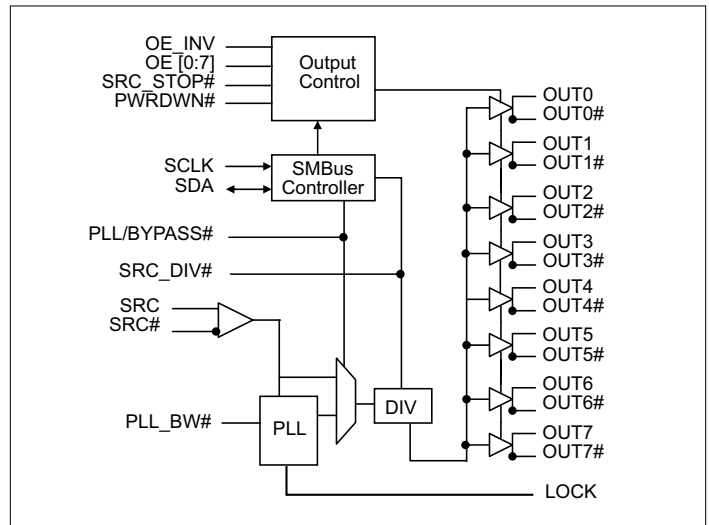 OE_INV
OE [0:7]
SRC_STOP#
PWRDWN#
Output
Control
SCLK
SDA
SMBus
Controller
PLL/BYPASS#
SRC_DIV#
SRC
SRC#
PLL_BW#
PLL
DIV
OUT0
OUT0#
OUT1
OUT1#
OUT2
OUT2#
OUT3
OUT3#
OUT4
OUT4#
OUT5
OUT5#
OUT6
OUT6#
OUT7
OUT7#
LOCK